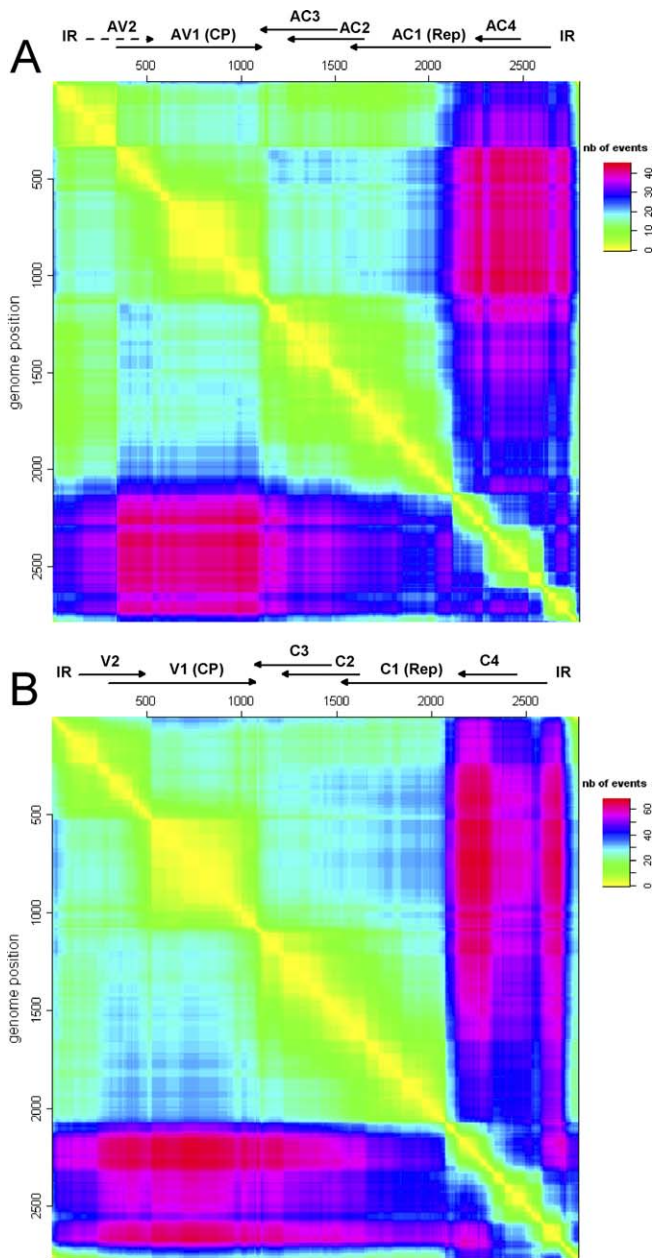 A
AC3
IR AV2 AV1 (CP) AC2 AC1 (Rep) AC4 IR
500 1000 1500 2000 2500
nb of events
40
30
20
10
0
genome position
500
1000
1500
2000
2500
B
C3
IR V2 V1 (CP) C2 C1 (Rep) C4 IR
500 1000 1500 2000 2500
nb of events
60
40
20
0
genome position
500
1000
1500
2000
2500